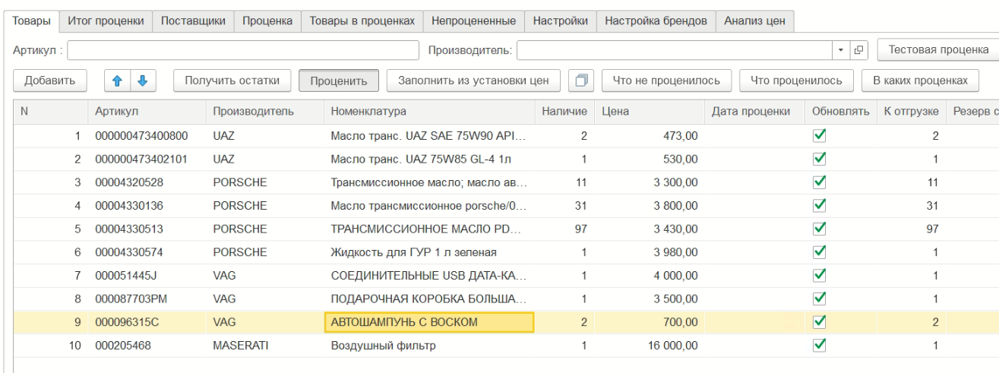 Товары Итог проценки Поставщики Проценка Товары в проценках Непроцененные Настройки Настройка брендов Анализ цен
Артикул : Производитель: Тестовая проценка
Добавить Получить остатки Проценить Заполнить из установки цен Что не проценилось Что проценилось В каких проценках
N Артикул Производитель Номенклатура Наличие Цена Дата проценки Обновлять К отгрузке Резерв с
1 000000473400800 UAZ Масло транс. UAZ SAE 75W90 API... 2 473,00 2
2 000000473402101 UAZ Масло транс. UAZ 75W85 GL-4 1л 1 530,00 1
3 00004320528 PORSCHE Трансмиссионное масло; масло ав... 11 3 300,00 11
4 00004330136 PORSCHE Масло трансмиссионное porsche/0... 31 3 800,00 31
5 00004330513 PORSCHE ТРАНСМИССИОННОЕ МАСЛО PD... 97 3 430,00 97
6 00004330574 PORSCHE Жидкость для ГУР 1 л зеленая 1 3 980,00 1
7 000051445J VAG СОЕДИНИТЕЛЬНЫЕ USB ДАТА-КА... 1 4 000,00 1
8 000087703PM VAG ПОДАРОЧНАЯ КОРОБКА БОЛЬША... 1 3 500,00 1
9 000096315C VAG АВТОШАМПУНЬ С ВОСКОМ 2 700,00 2
10 000205468 MASERATI Воздушный фильтр 1 16 000,00 1